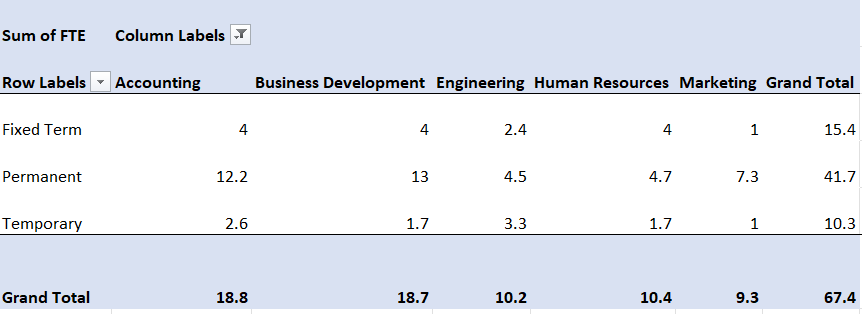 Sum of FTE Column Labels
Row Labels Accounting Business Development Engineering Human Resources Marketing Grand Total
Fixed Term 4 4 2.4 4 1 15.4
Permanent 12.2 13 4.5 4.7 7.3 41.7
Temporary 2.6 1.7 3.3 1.7 1 10.3
Grand Total 18.8 18.7 10.2 10.4 9.3 67.4